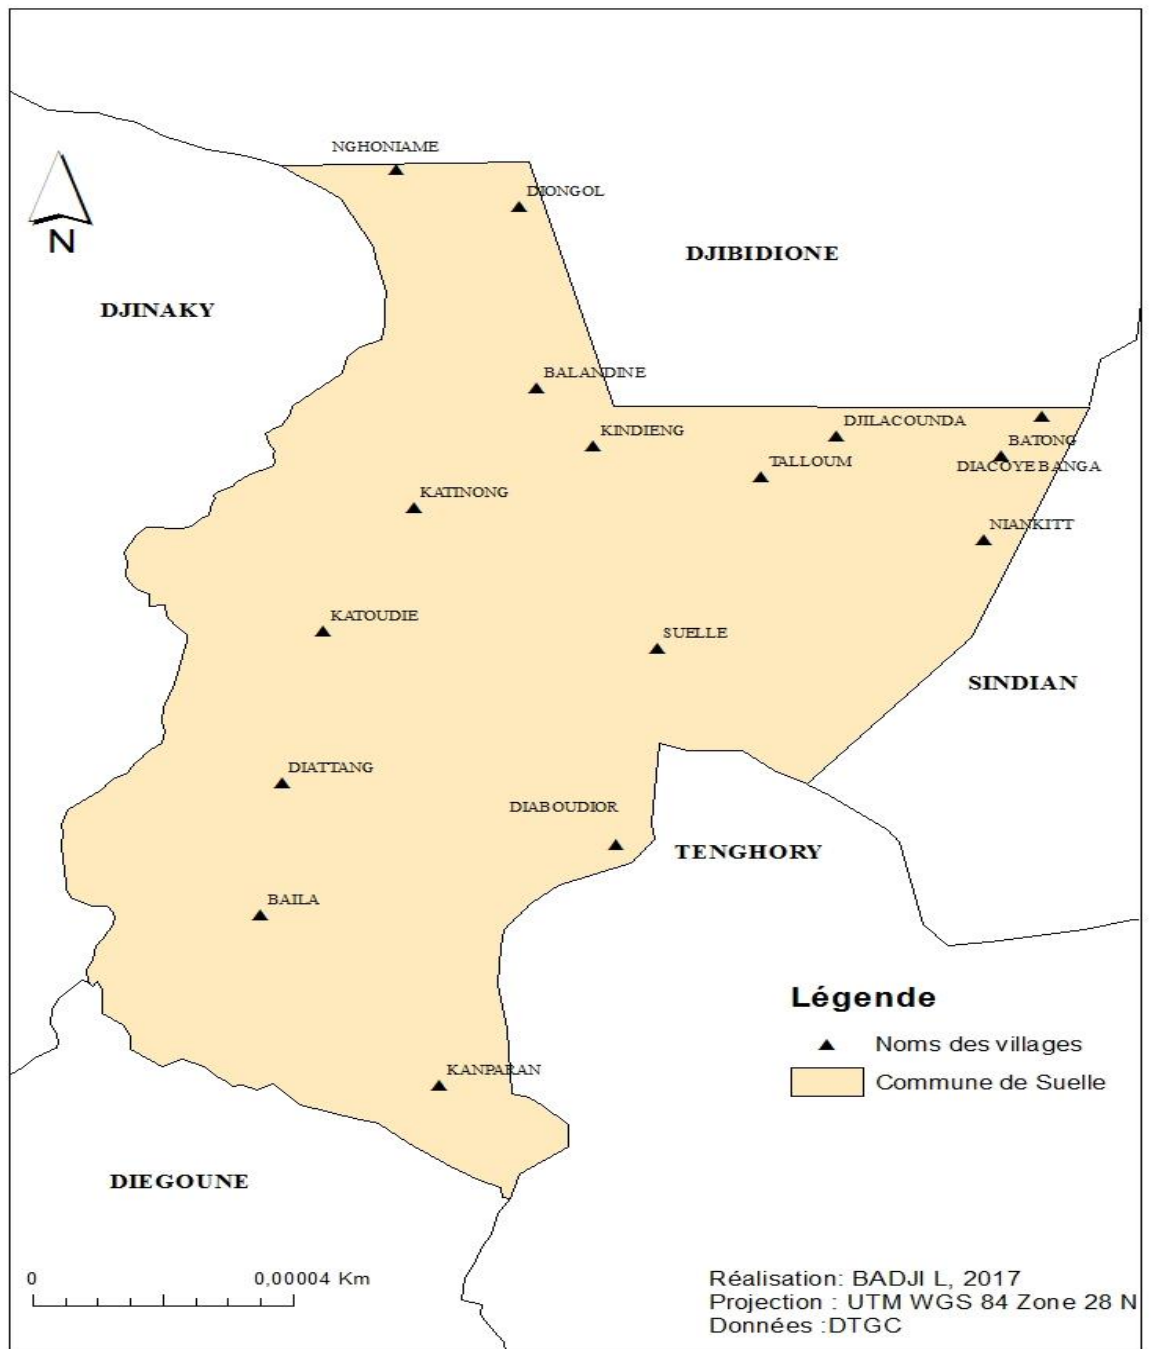 NGHONIAME
DIONGOL
N
DJIBIDIONE
DJINAKY
BALANDINE
DJILACOUNDA
KINDIENG
BATONG
TALLOUM
DIACOYE BANGA
KATINONG
NIANKITT
KATOUDIE
SUELLE
SINDIAN
DIATTANG
DIABOUDIOR
TENGHORY
BAILA
Légende
Noms des villages
KANPARAN
Commune de Suelle
DIEGOUNE
0 0,00004 Km
Réalisation: BADJI L, 2017
Projection : UTM WGS 84 Zone 28 N
Données :DTGC